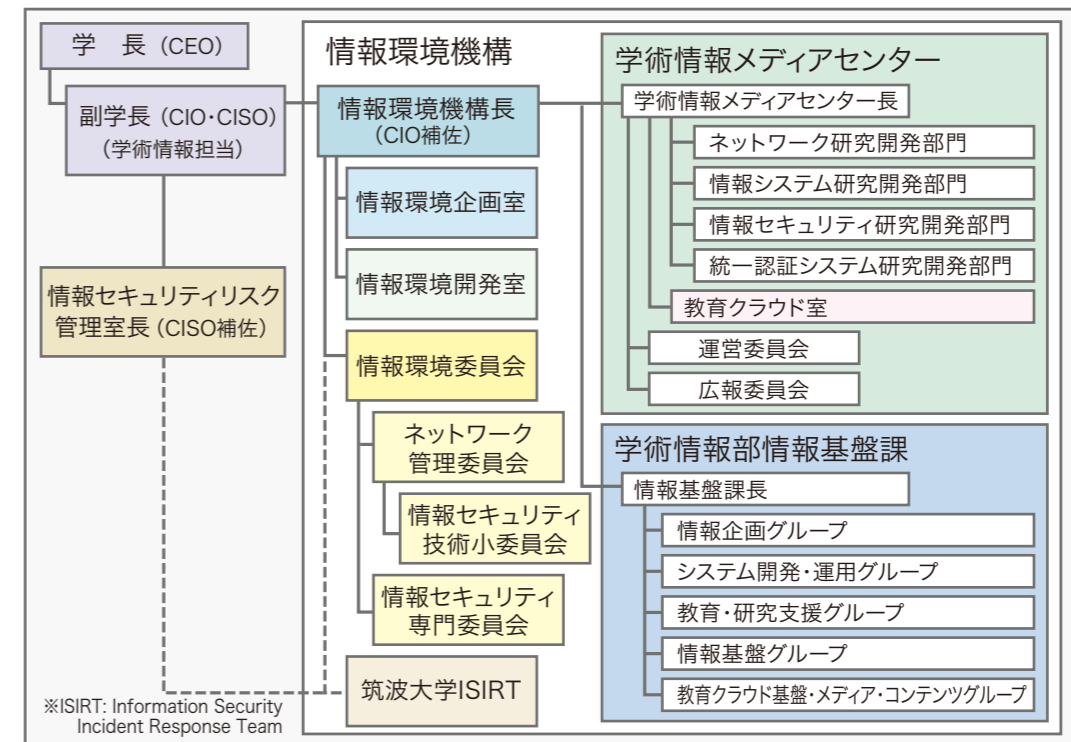 学　長（CEO）
副学長（CIO・CISO）
（学術情報担当）
情報セキュリティリスク
管理室長（CISO補佐）
※ISIRT: Information Security
Incident Response Team
情報環境機構
情報環境機構長
（CIO補佐）
情報環境企画室
情報環境開発室
情報環境委員会
ネットワーク
管理委員会
情報セキュリティ
技術小委員会
情報セキュリティ
専門委員会
筑波大学ISIRT
学術情報メディアセンター
学術情報メディアセンター長
ネットワーク研究開発部門
情報システム研究開発部門
情報セキュリティ研究開発部門
統一認証システム研究開発部門
教育クラウド室
運営委員会
広報委員会
学術情報部情報基盤課
情報基盤課長
情報企画グループ
システム開発・運用グループ
教育・研究支援グループ
情報基盤グループ
教育クラウド基盤・メディア・コンテンツグループ